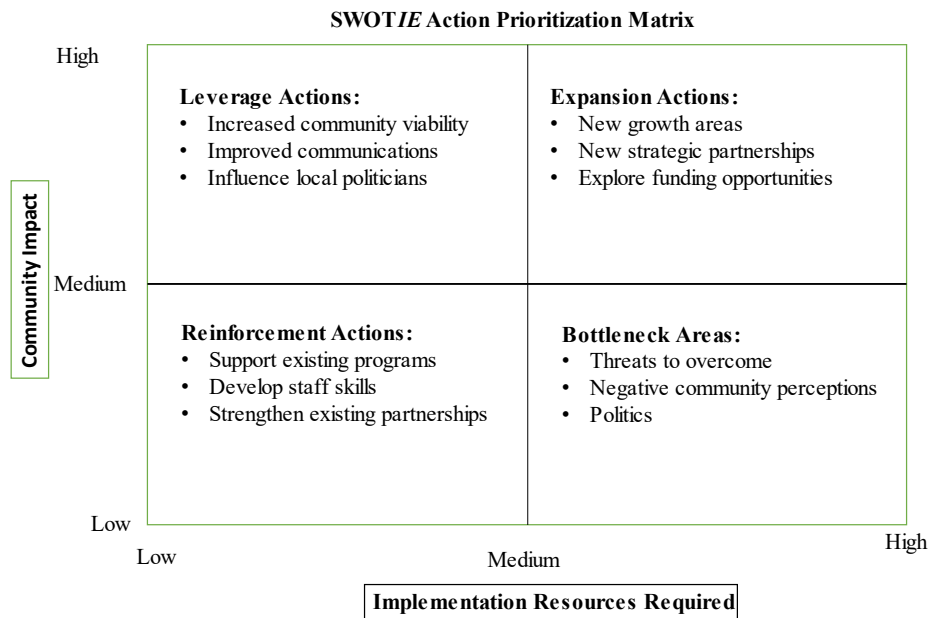 SWOTIE Action Prioritization Matrix
High
Leverage Actions:
• Increased community viability
• Improved communications
• Influence local politicians
Expansion Actions:
• New growth areas
• New strategic partnerships
• Explore funding opportunities
Community Impact
Medium
Reinforcement Actions:
• Support existing programs
• Develop staff skills
• Strengthen existing partnerships
Bottleneck Areas:
• Threats to overcome
• Negative community perceptions
• Politics
Low
Low
Medium
High
Implementation Resources Required